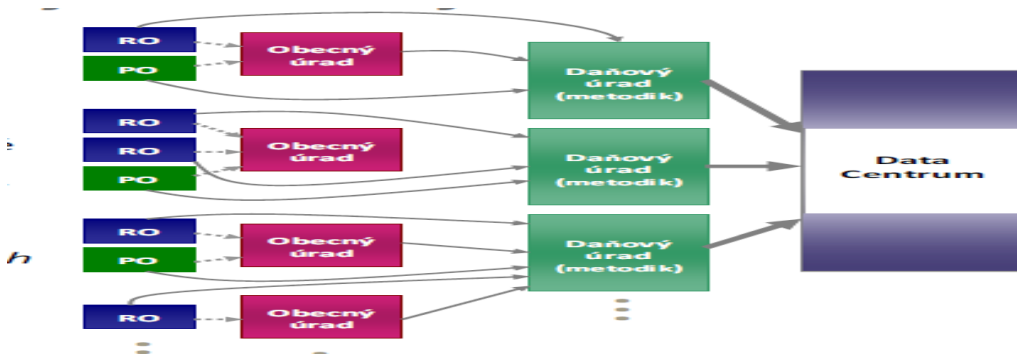 RO
PO
Obecný
úrad
Daňový
úrad
(metodik)
RO
RO
PO
Obecný
úrad
Daňový
úrad
(metodik)
Data
Centrum
RO
PO
Obecný
úrad
Daňový
úrad
(metodik)
RO
Obecný
úrad